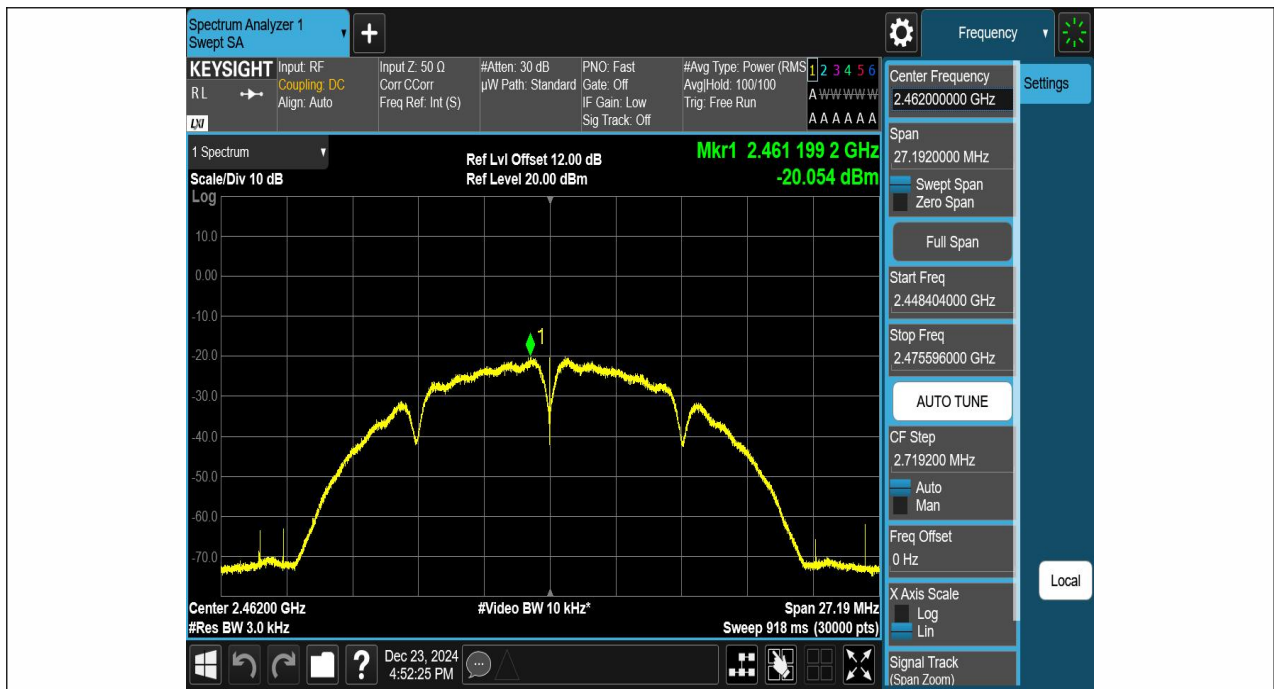 Spectrum Analyzer 1
Swept SA
+
Frequency
KEYSIGHT
R L
LXI
Input: RF
Coupling: DC
Align: Auto
Input Z: 50 Ω
Corr CCorr
Freq Ref: Int (S)
#Atten: 30 dB
µW Path: Standard
PNO: Fast
Gate: Off
IF Gain: Low
Sig Track: Off
#Avg Type: Power (RMS
Avg|Hold: 100/100
Trig: Free Run
1 2 3 4 5 6
A W W W W W
A A A A A A
1 Spectrum
Scale/Div 10 dB
Log
Ref Lvl Offset 12.00 dB
Ref Level 20.00 dBm
Mkr1 2.461 199 2 GHz
-20.054 dBm
10.0
0.00
-10.0
-20.0
-30.0
-40.0
-50.0
-60.0
-70.0
1
Center 2.46200 GHz
#Res BW 3.0 kHz
#Video BW 10 kHz*
Span 27.19 MHz
Sweep 918 ms (30000 pts)
?
Dec 23, 2024
4:52:25 PM
Center Frequency
2.462000000 GHz
Span
27.1920000 MHz
Swept Span
Zero Span
Full Span
Start Freq
2.448404000 GHz
Stop Freq
2.475596000 GHz
AUTO TUNE
CF Step
2.719200 MHz
Auto
Man
Freq Offset
0 Hz
X Axis Scale
Log
Lin
Signal Track
(Span Zoom)
Settings
Local